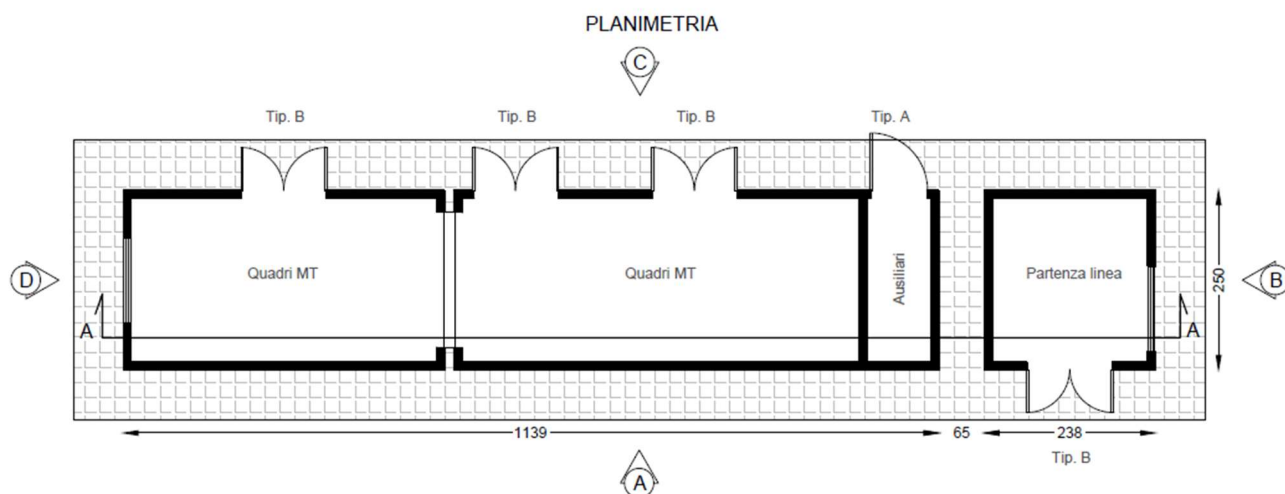 PLANIMETRIA
C
Tip. B
Tip. B
Tip. B
Tip. A
Quadri MT
Quadri MT
Ausiliari
Partenza linea
250
D
B
A
A
1139
65
238
Tip. B
A